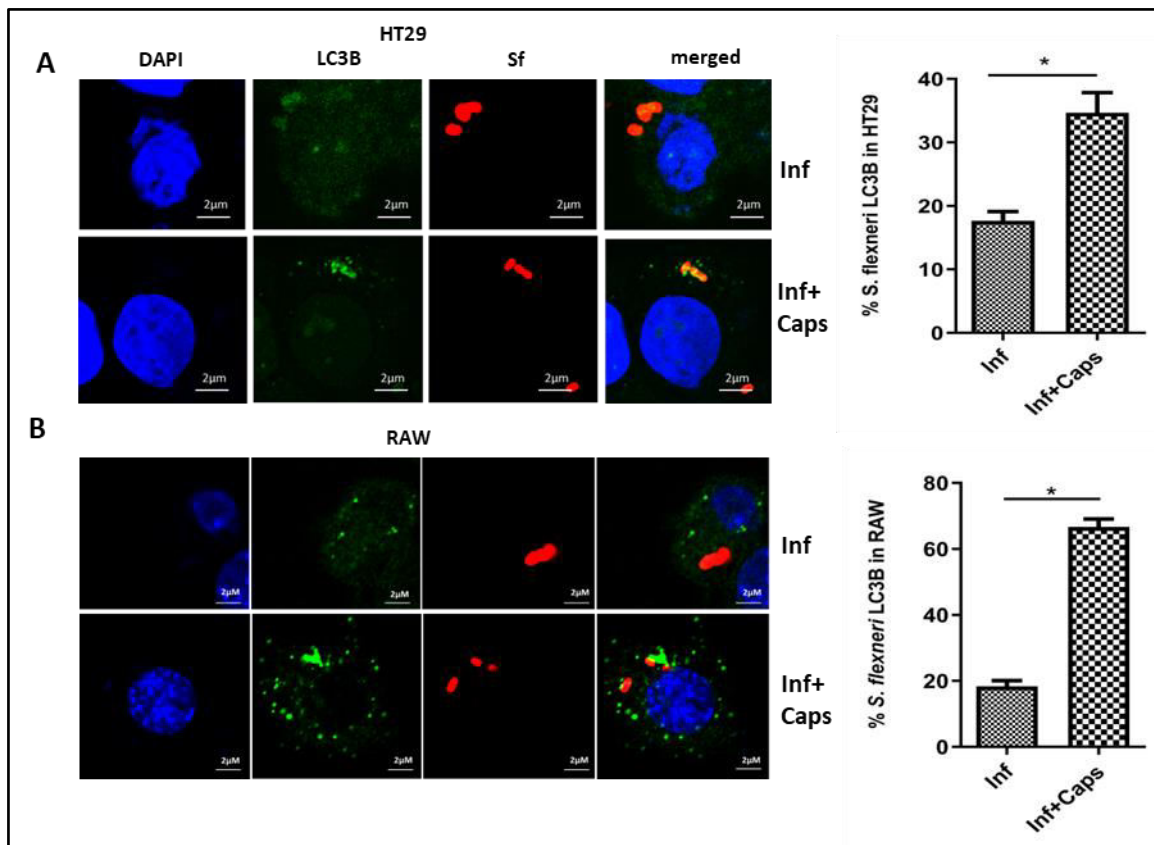 HT29
A
DAPI
LC3B
Sf
merged
2μm
2μm
2μm
2μm
Inf
2μm
2μm
2μm
2μm
Inf+
Caps
*
40
30
20
10
0
% S. flexneri LC3B in HT29
Inf
Inf+Caps
B
RAW
2μM
2μM
2μM
2μM
Inf
2μM
2μM
2μM
2μM
Inf+
Caps
*
80
60
40
20
0
% S. flexneri LC3B in RAW
Inf
Inf+Caps